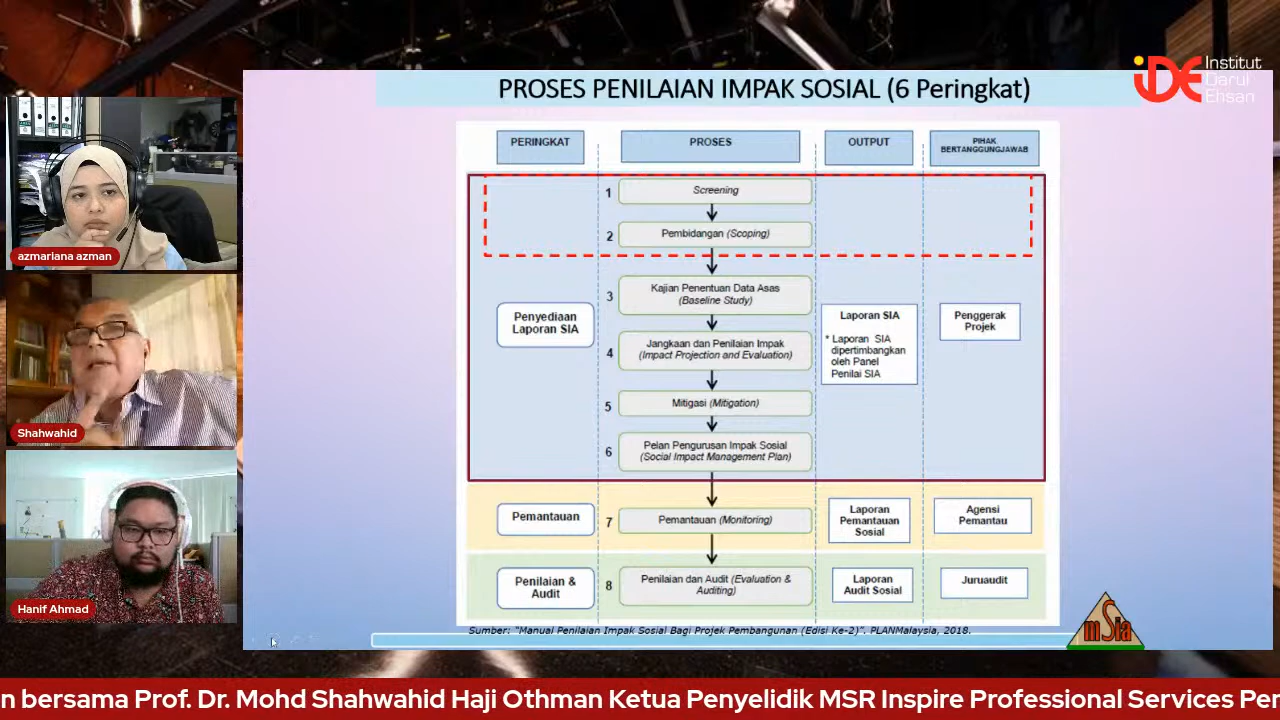 PROSES PENILAIAN IMPAK SOSIAL (6 Peringkat)
iDE
Institut
Darul
Ehsan
PERINGKAT
PROSES
OUTPUT
PIHAK
BERTANGGUNGJAWAB
1
Screening
2
Pembidangan (Scoping)
3
Kajian Penentuan Data Asas
(Baseline Study)
Penyediaan
Laporan SIA
4
Jangkaan dan Penilaian Impak
(Impact Projection and Evaluation)
5
Mitigasi (Mitigation)
6
Pelan Pengurusan Impak Sosial
(Social Impact Management Plan)
Laporan SIA
* Laporan SIA
dipertimbangkan
oleh Panel
Penilai SIA
Penggerak
Projek
Pemantauan
7
Pemantauan (Monitoring)
Laporan
Pemantauan
Sosial
Agensi
Pemantau
Penilaian &
Audit
8
Penilaian dan Audit (Evaluation &
Auditing)
Laporan
Audit Sosial
Juruaudit
Sumber: "Manual Penilaian Impak Sosial Bagi Projek Pembangunan (Edisi Ke-2)". PLANMalaysia, 2018.
mSia
azmariana azman
Shahwahid
Hanif Ahmad
n bersama Prof. Dr. Mohd Shahwahid Haji Othman Ketua Penyelidik MSR Inspire Professional Services Per